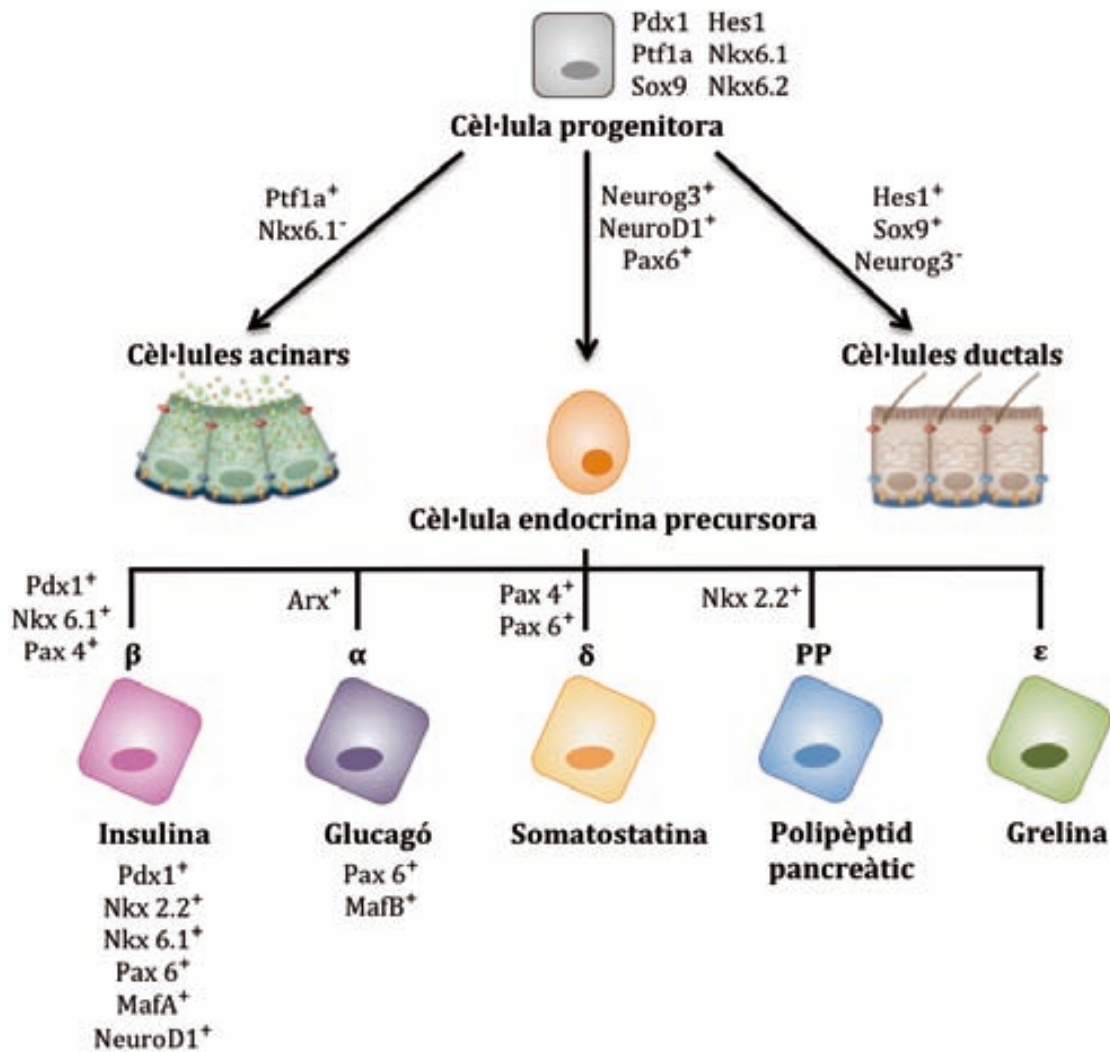 Pdx1 Hes1
Ptf1a Nkx6.1
Sox9 Nkx6.2
Cèl·lula progenitora
Ptf1a⁺
Nkx6.1⁻
Neurog3⁺
NeuroD1⁺
Pax6⁺
Hes1⁺
Sox9⁺
Neurog3⁻
Cèl·lules acinars
Cèl·lules ductals
Cèl·lula endocrina precursora
Pdx1⁺
Nkx 6.1⁺
Pax 4⁺
Arx⁺
Pax 4⁺
Pax 6⁺
Nkx 2.2⁺
β
α
δ
PP
ε
Insulina
Pdx1⁺
Nkx 2.2⁺
Nkx 6.1⁺
Pax 6⁺
MafA⁺
NeuroD1⁺
Glucagó
Pax 6⁺
MafB⁺
Somatostatina
Polipèptid
pancreàtic
Grelina